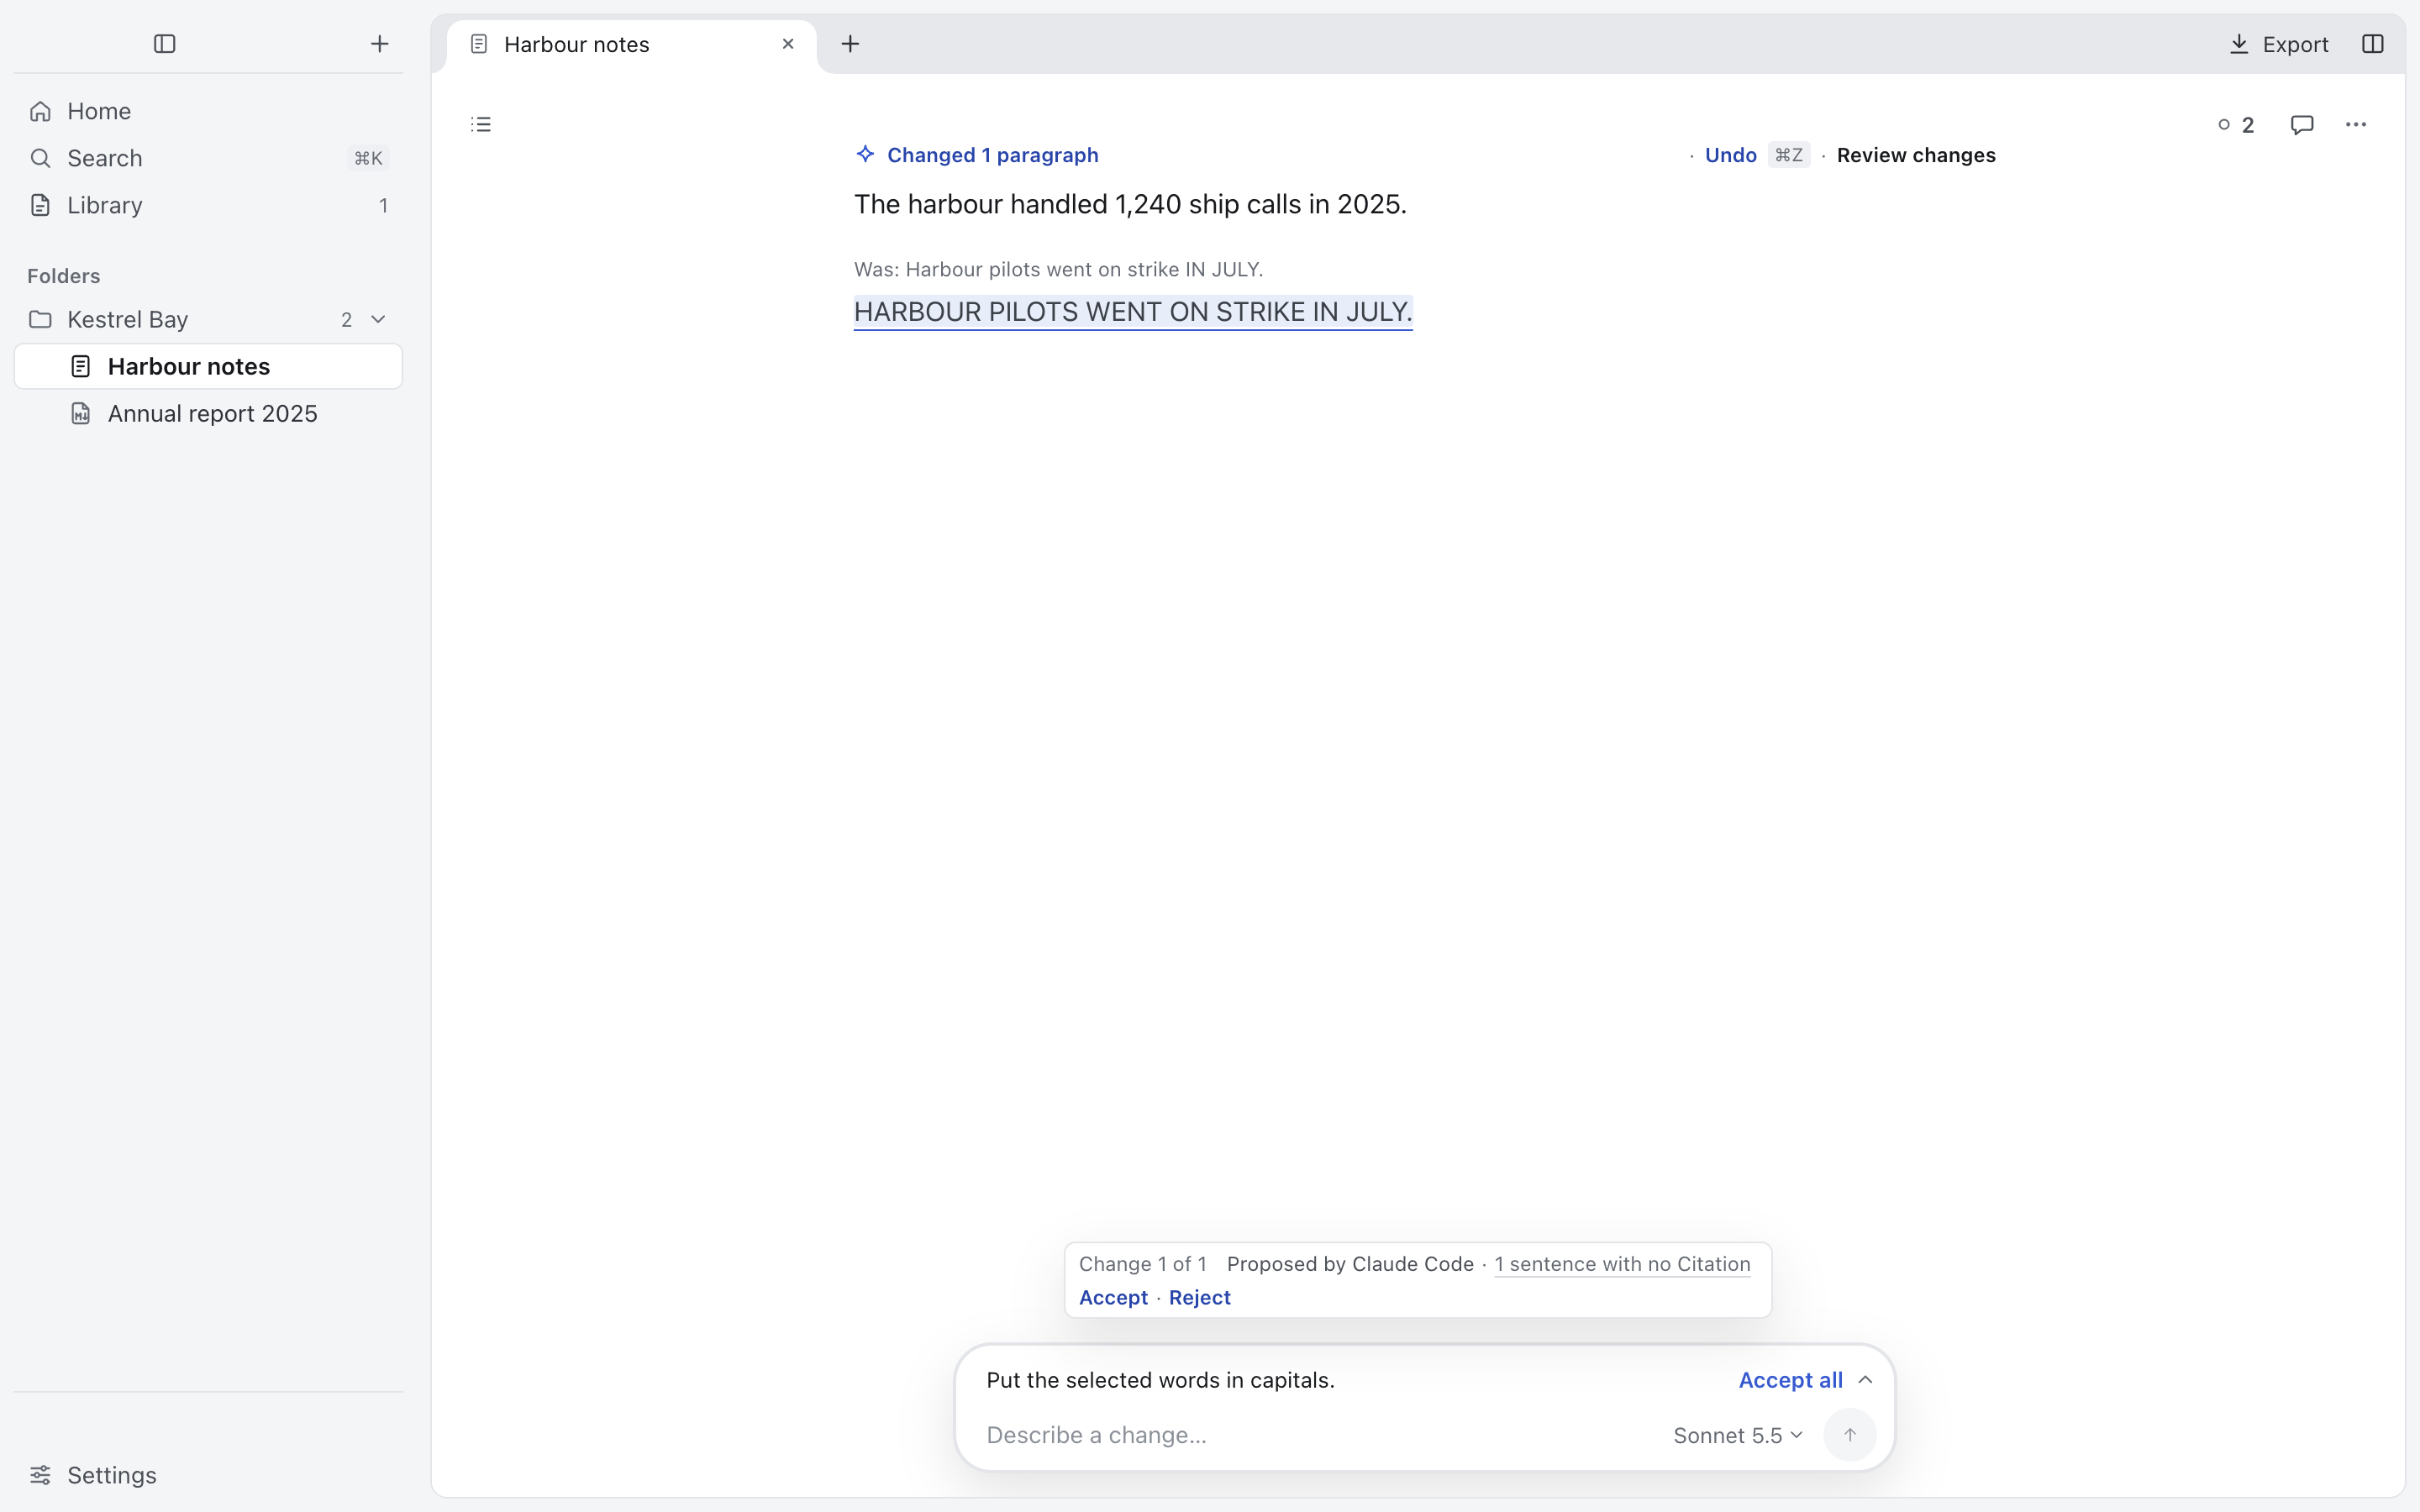 Home
Search ⌘K
Library 1
Folders
Kestrel Bay 2
Harbour notes
Annual report 2025
Settings
Harbour notes
Export
2
Changed 1 paragraph · Undo ⌘Z · Review changes
The harbour handled 1,240 ship calls in 2025.
Was: Harbour pilots went on strike IN JULY.
HARBOUR PILOTS WENT ON STRIKE IN JULY.
Change 1 of 1 Proposed by Claude Code · 1 sentence with no Citation
Accept · Reject
Put the selected words in capitals. Accept all
Describe a change... Sonnet 5.5